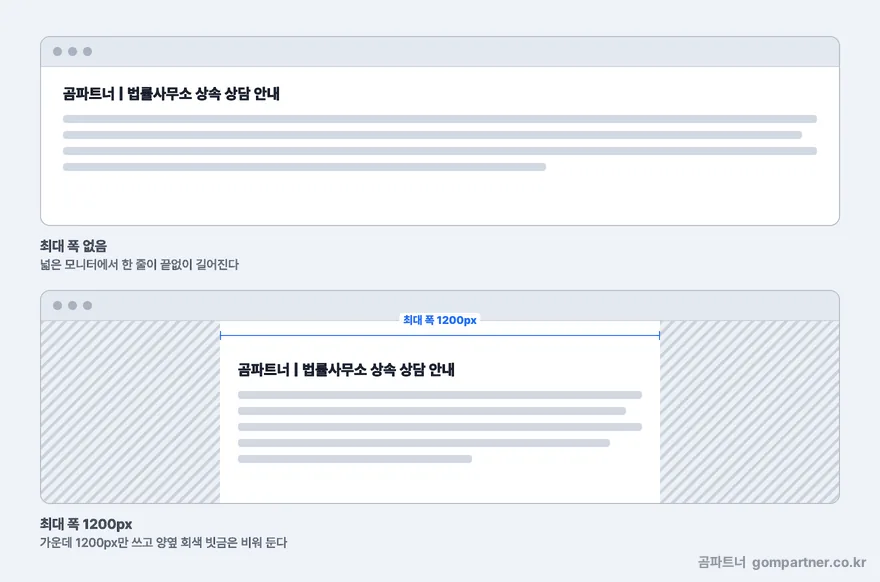 곰파트너 | 법률사무소 상속 상담 안내
최대 폭 없음
넓은 모니터에서 한 줄이 끝없이 길어진다
최대 폭 1200px
곰파트너 | 법률사무소 상속 상담 안내
최대 폭 1200px
가운데 1200px만 쓰고 양옆 회색 빗금은 비워 둔다
곰파트너 gompartner.co.kr